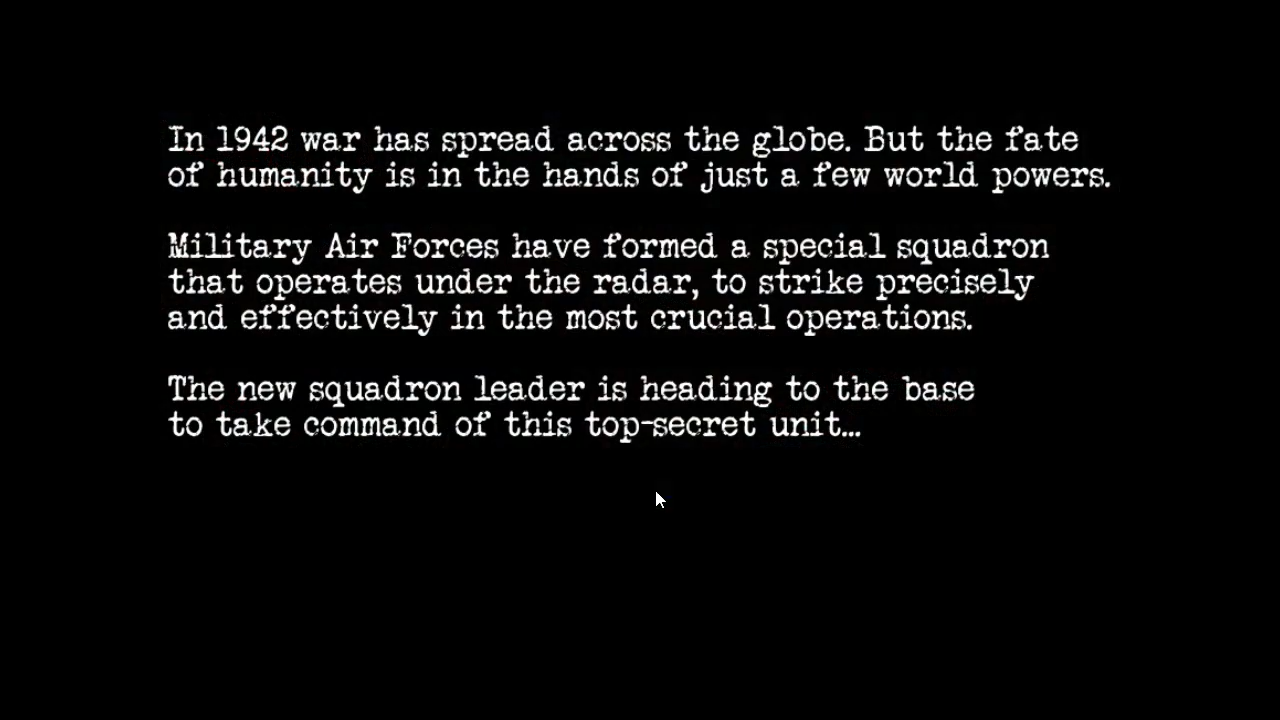 In 1942 war has spread across the globe. But the fate
of humanity is in the hands of just a few world powers.
Military Air Forces have formed a special squadron
that operates under the radar, to strike precisely
and effectively in the most crucial operations.
The new squadron leader is heading to the base
to take command of this top-secret unit...